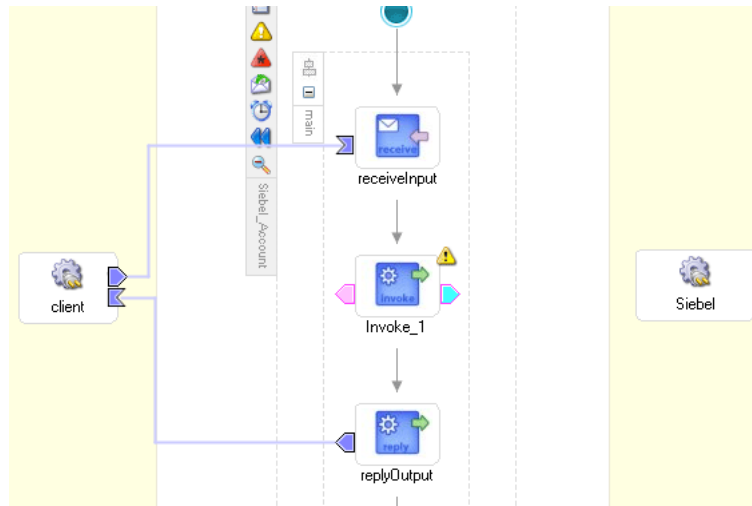 main
receive
receiveInput
Siebel_Account
client
invoke
Invoke_1
Siebel
reply
replyOutput